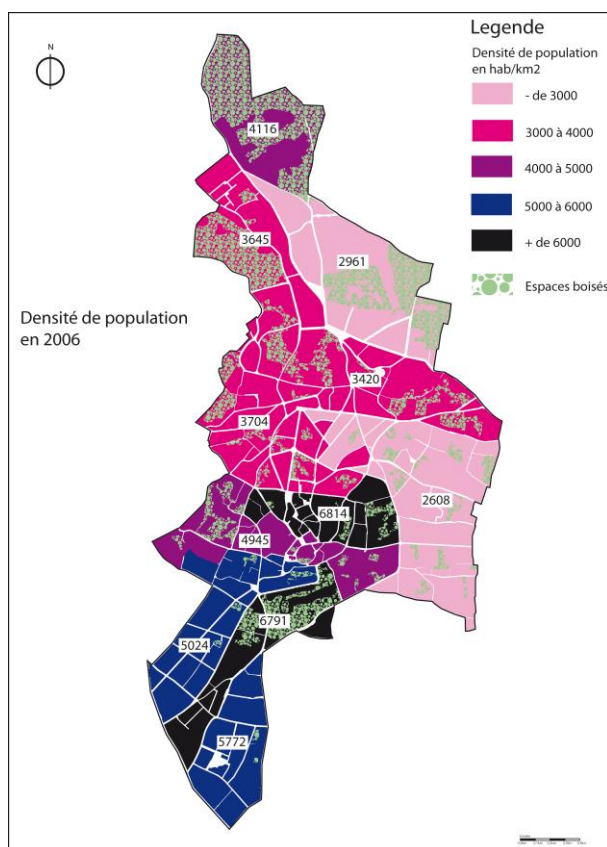 N
Legende
Densité de population
en hab/km2
- de 3000
3000 à 4000
4000 à 5000
5000 à 6000
+ de 6000
Espaces boisés
Densité de population
en 2006
4116
3645
2961
3420
3704
2608
6814
4945
6791
5024
5772